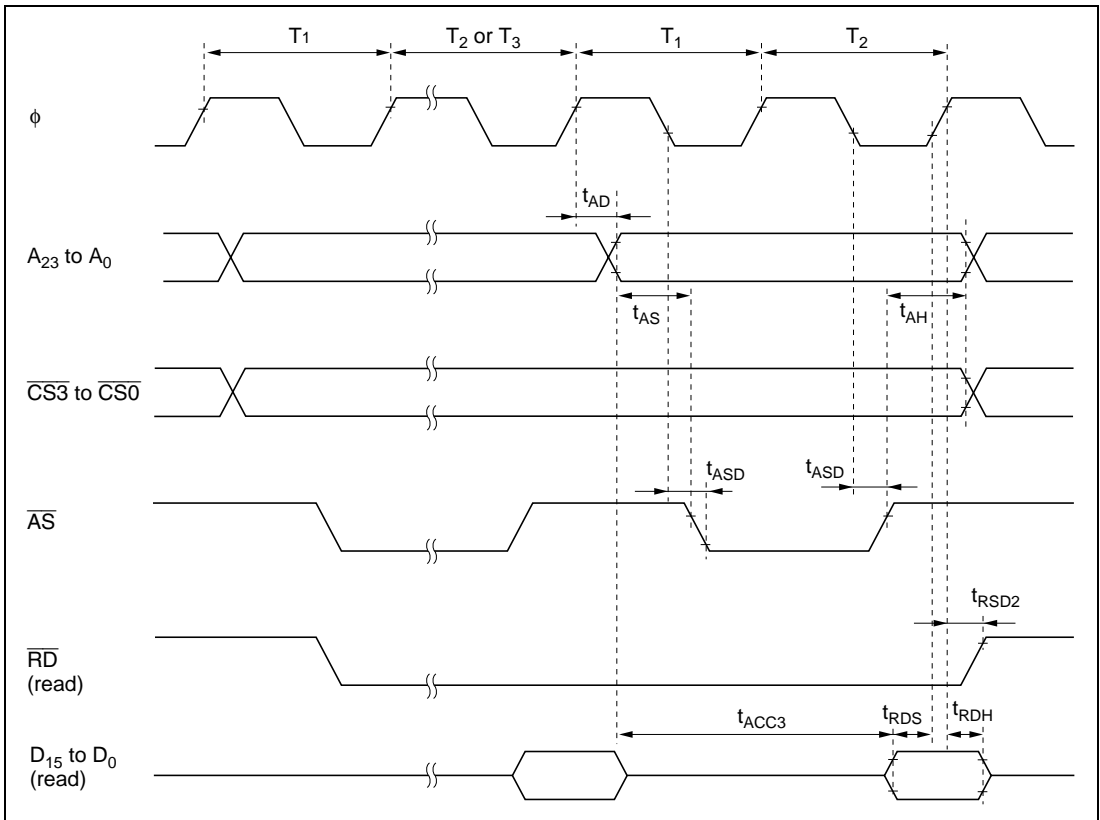 T1 T2 or T3 T1 T2
ϕ
tAD
A23 to A0
tAS tAH
CS3 to CS0
tASD tASD
AS
tRSD2
RD
(read)
tACC3 tRDS tRDH
D15 to D0
(read)